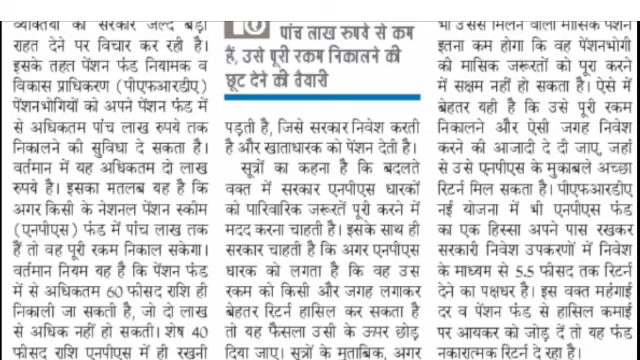 व्यक्तियों को सरकार जल्द बड़ी
राहत देने पर विचार कर रही है।
इसके तहत पेंशन फंड नियामक व
विकास प्राधिकरण (पीएफआरडीए)
पेंशनभोगियों को अपने पेंशन फंड में
से अधिकतम पांच लाख रुपये तक
निकालने की सुविधा दे सकता है।
वर्तमान में यह अधिकतम दो लाख
रुपये है। इसका मतलब यह है कि
अगर किसी के नेशनल पेंशन स्कीम
(एनपीएस) फंड में पांच लाख तक
हैं तो वह पूरी रकम निकाल सकेगा।
वर्तमान नियम यह है कि पेंशन फंड
में से अधिकतम 60 फीसद राशि ही
निकाली जा सकती है, जो दो लाख
से अधिक नहीं हो सकती। शेष 40
फीसद राशि एनपीएस में ही रखनी
पांच लाख रुपये से कम
हैं, उसे पूरी रकम निकालने की
छूट देने की तैयारी
पड़ती है, जिसे सरकार निवेश करती
है और खाताधारक को पेंशन देती है।
सूत्रों का कहना है कि बदलते
वक्त में सरकार एनपीएस धारकों
को पारिवारिक जरूरतें पूरी करने में
मदद करना चाहती है। इसके साथ ही
सरकार चाहती है कि अगर एनपीएस
धारक को लगता है कि वह उस
रकम को किसी और जगह लगाकर
बेहतर रिटर्न हासिल कर सकता है
तो यह फैसला उसी के ऊपर छोड़
दिया जाए। सूत्रों के मुताबिक, अगर
भी उससे मिलने वाली मासिक पेंशन
इतना कम होगा कि वह पेंशनभोगी
की मासिक जरूरतों को पूरा करने
में सक्षम नहीं हो सकता है। ऐसे में
बेहतर यही है कि उसे पूरी रकम
निकालने और ऐसी जगह निवेश
करने की आजादी दे दी जाए, जहां
से उसे एनपीएस के मुकाबले अच्छा
रिटर्न मिल सकता है। पीएफआरडीए
नई योजना में भी एनपीएस फंड
का एक हिस्सा अपने पास रखकर
सरकारी निवेश उपकरणों में निवेश
के माध्यम से 5.5 फीसद तक रिटर्न
देने का पक्षधर है। इस वक्त महंगाई
दर व पेंशन फंड से हासिल कमाई
पर आयकर को जोड़ दें तो यह फंड
नकारात्मक रिटर्न दे रहा है।